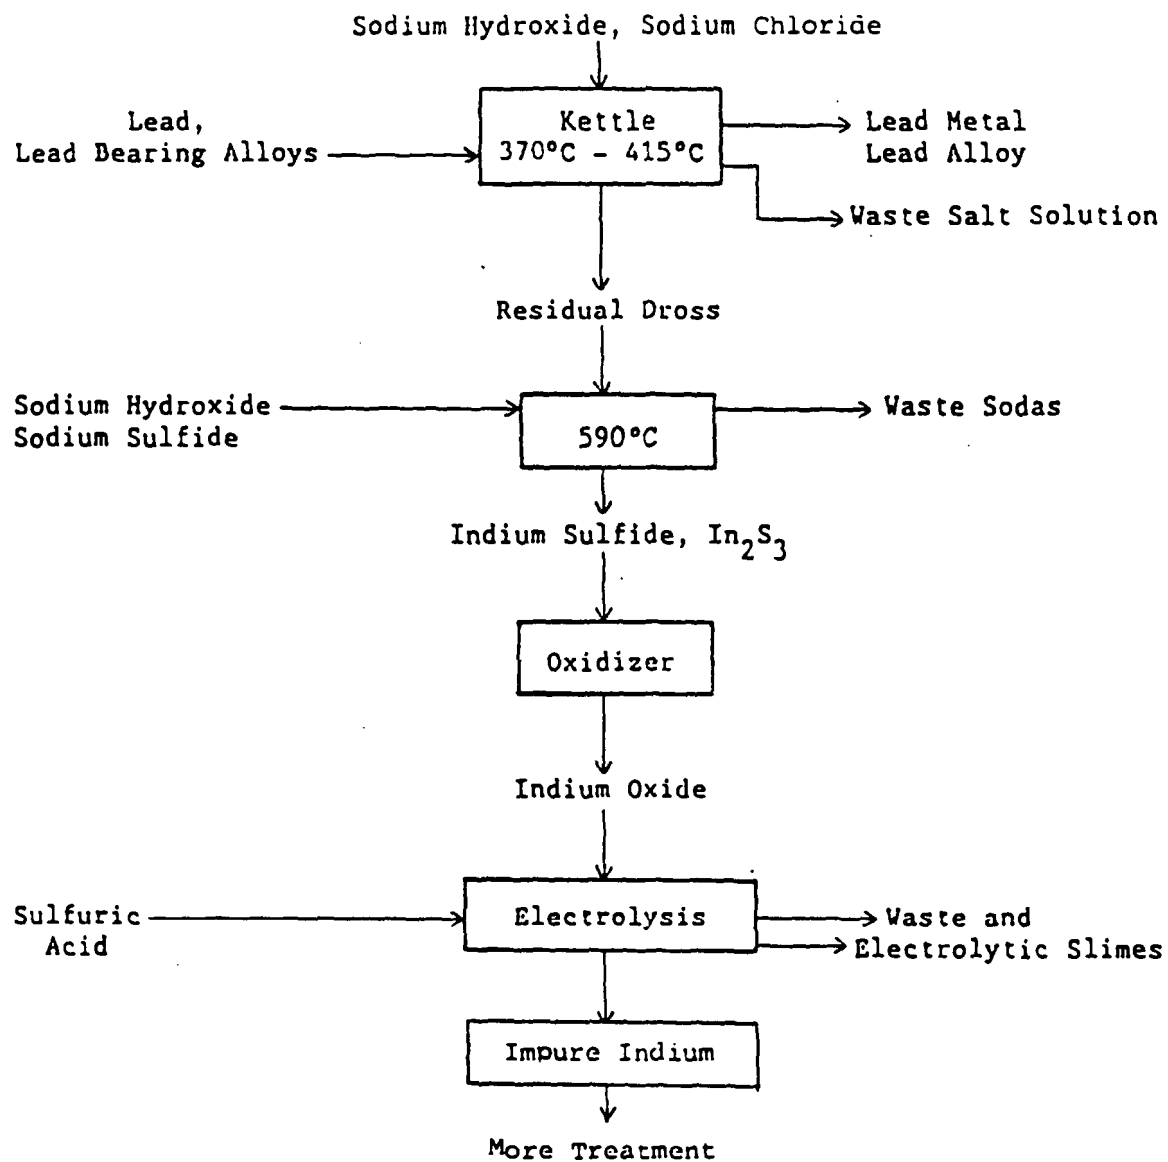 Sodium Hydroxide, Sodium Chloride
Lead,
Lead Bearing Alloys
Kettle
370°C - 415°C
Lead Metal
Lead Alloy
Waste Salt Solution
Residual Dross
Sodium Hydroxide
Sodium Sulfide
590°C
Waste Sodas
Indium Sulfide, In₂S₃
Oxidizer
Indium Oxide
Sulfuric
Acid
Electrolysis
Waste and
Electrolytic Slimes
Impure Indium
More Treatment